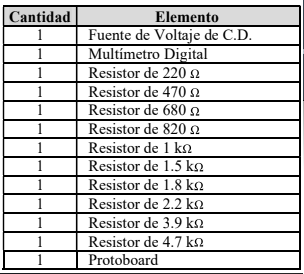 Cantidad Elemento
1 Fuente de Voltaje de C.D.
1 Multímetro Digital
1 Resistor de 220 Ω
1 Resistor de 470 Ω
1 Resistor de 680 Ω
1 Resistor de 820 Ω
1 Resistor de 1 kΩ
1 Resistor de 1.5 kΩ
1 Resistor de 1.8 kΩ
1 Resistor de 2.2 kΩ
1 Resistor de 3.9 kΩ
1 Resistor de 4.7 kΩ
1 Protoboard